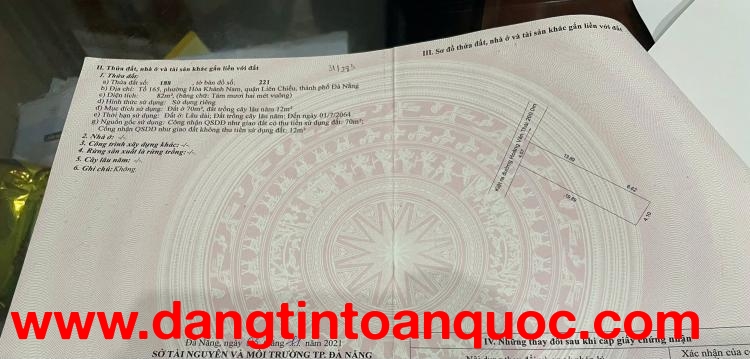 II. Thửa đất, nhà ở và tài sản khác gắn liền với đất
1. Thửa đất:
a) Thửa đất số: 188 tờ bản đồ số: 221
b) Địa chỉ: Tổ 165, phường Hòa Khánh Nam, quận Liên Chiểu, thành phố Đà Nẵng
c) Diện tích: 82m², (bằng chữ: Tám mươi hai mét vuông)
d) Hình thức sử dụng: Sử dụng riêng
đ) Mục đích sử dụng: Đất ở 70m², đất trồng cây lâu năm 12m²
e) Thời hạn sử dụng: Đất ở: Lâu dài; Đất trồng cây lâu năm: Đến ngày 01/7/2064
g) Nguồn gốc sử dụng: Công nhận QSDĐ như giao đất có thu tiền sử dụng đất: 70m²;
Công nhận QSDĐ như giao đất không thu tiền sử dụng đất: 12m²
2. Nhà ở: -/-
3. Công trình xây dựng khác: -/-
4. Rừng sản xuất là rừng trồng: -/-
5. Cây lâu năm: -/-
6. Ghi chú: Không.
III. Sơ đồ thửa đất, nhà ở và tài sản khác gắn liền với đất
Kiệt ra đường Hoàng Văn Thái
13,60
6,62
4,10
www.dangtintoanquoc.com
Đà Nẵng, ngày tháng năm 2021
SỞ TÀI NGUYÊN VÀ MÔI TRƯỜNG TP. ĐÀ NẴNG
IV. Những thay đổi sau khi cấp giấy chứng nhận
Xác nhận của c